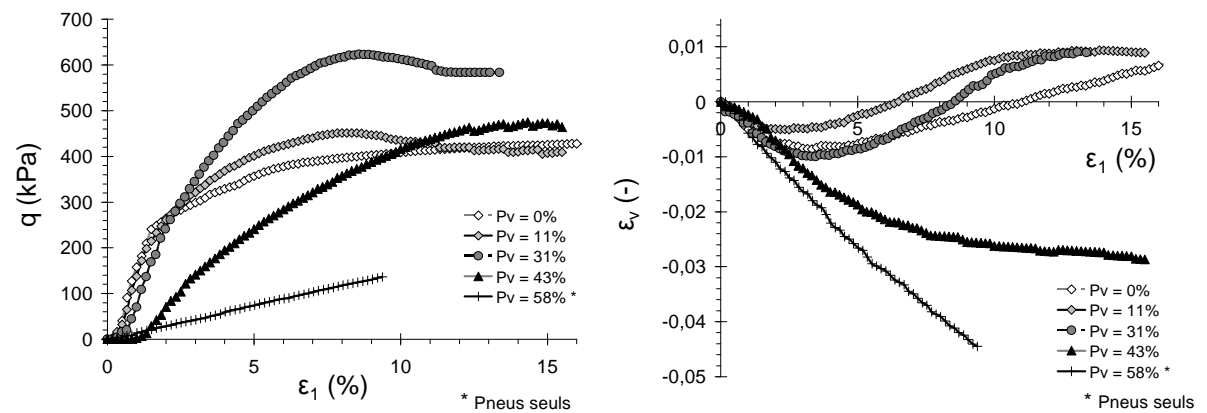 700
600
500
400
300
200
100
0
q (kPa)
0
5
10
15
ε1 (%)
Pv = 0%
Pv = 11%
Pv = 31%
Pv = 43%
Pv = 58% *
* Pneus seuls
0,01
0
-0,01
-0,02
-0,03
-0,04
-0,05
εv (-)
0
5
10
15
ε1 (%)
Pv = 0%
Pv = 11%
Pv = 31%
Pv = 43%
Pv = 58% *
* Pneus seuls